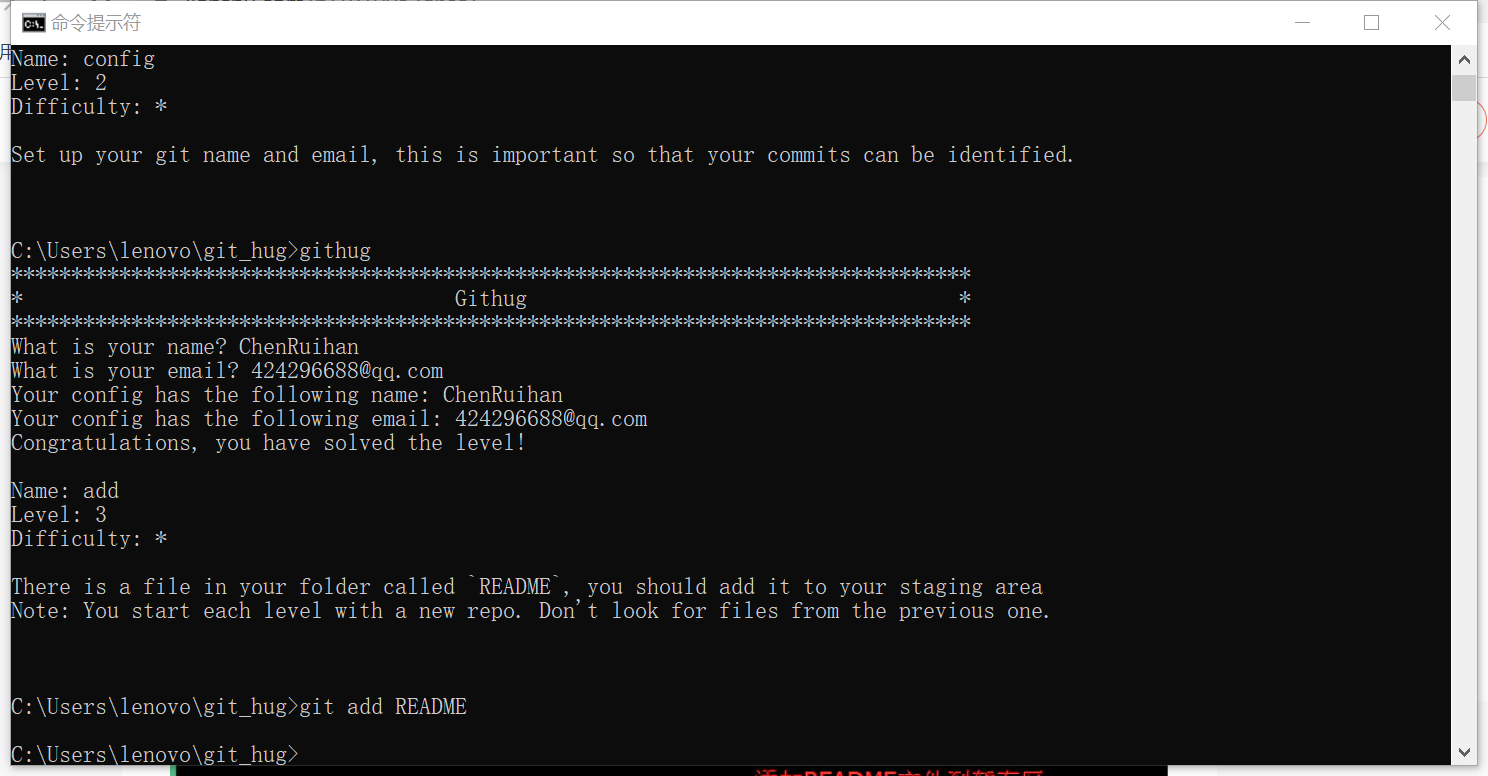 命令提示符
Name: config
Level: 2
Difficulty: *
Set up your git name and email, this is important so that your commits can be identified.
C:\Users\lenovo\git_hug>githug
********************************************************************************
* Githug *
********************************************************************************
What is your name? ChenRuihan
What is your email? 424296688@qq.com
Your config has the following name: ChenRuihan
Your config has the following email: 424296688@qq.com
Congratulations, you have solved the level!
Name: add
Level: 3
Difficulty: *
There is a file in your folder called `README`, you should add it to your staging area
Note: You start each level with a new repo. Don't look for files from the previous one.
C:\Users\lenovo\git_hug>git add README
C:\Users\lenovo\git_hug>